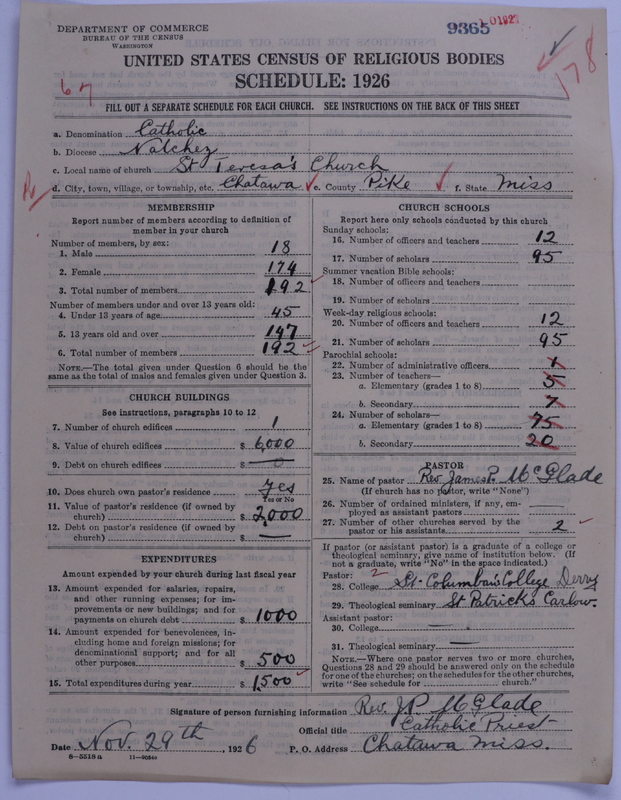 DEPARTMENT OF COMMERCE
BUREAU OF THE CENSUS
WASHINGTON
9365
UNITED STATES CENSUS OF RELIGIOUS BODIES
SCHEDULE: 1926
178
67
FILL OUT A SEPARATE SCHEDULE FOR EACH CHURCH. SEE INSTRUCTIONS ON THE BACK OF THIS SHEET
a. Denomination Catholic
b. Diocese Natchez
c. Local name of church St Teresa's Church
d. City, town, village, or township, etc. Chatawa e. County Pike f. State Miss
MEMBERSHIP
Report number of members according to definition of
member in your church
Number of members, by sex:
1. Male 18
2. Female 174
3. Total number of members 192
Number of members under and over 13 years old:
4. Under 13 years of age 45
5. 13 years old and over 147
6. Total number of members 192
NOTE.—The total given under Question 6 should be
same as the total of males and females given under Question 3.
CHURCH BUILDINGS
See instructions, paragraphs 10 to 12
7. Number of church edifices 1
8. Value of church edifices $ 6,000
9. Debt on church edifices $ 0
10. Does church own pastor's residence yes
Yes or No
11. Value of pastor's residence (if owned by
church) $ 2,000
12. Debt on pastor's residence (if owned by
church) $ —
EXPENDITURES
Amount expended by your church during last fiscal year
13. Amount expended for salaries, repairs,
and other running expenses; for im-
provements or new buildings; and for
payments on church debt $ 1000
14. Amount expended for benevolences, in-
cluding home and foreign missions; for
denominational support; and for all
other purposes $ 500
15. Total expenditures during year $ 1,500
CHURCH SCHOOLS
Report here only schools conducted by this church
Sunday schools:
16. Number of officers and teachers 12
17. Number of scholars 95
Summer vacation Bible schools:
18. Number of officers and teachers
19. Number of scholars
Week-day religious schools:
20. Number of officers and teachers 12
21. Number of scholars 95
Parochial schools:
22. Number of administrative officers
23. Number of teachers—
a. Elementary (grades 1 to 8) 5
b. Secondary 7
24. Number of scholars—
a. Elementary (grades 1 to 8) 75
b. Secondary 20
PASTOR
25. Name of pastor Rev. James P. McGlade
(If church has no pastor, write "None")
26. Number of ordained ministers, if any, em-
ployed as assistant pastors
27. Number of other churches served by the
pastor or his assistants 2
If pastor (or assistant pastor) is a graduate of a college or
theological seminary, give name of institution below. (If
not a graduate, write "No" in the space indicated.)
Pastor: 2
28. College St. Columban's College Derry
29. Theological seminary St Patrick's Carlow.
Assistant pastor:
30. College —
31. Theological seminary —
NOTE.—Where one pastor serves two or more churches,
Questions 28 and 29 should be answered only on the schedule
for one of the churches; on the schedules for the other churches,
write "See schedule for church."
Signature of person furnishing information Rev. J.P. McGlade
Official title Catholic Priest
Date Nov. 29th, 1926 P. O. Address Chatawa Miss.
8-5518 a 11-9054a